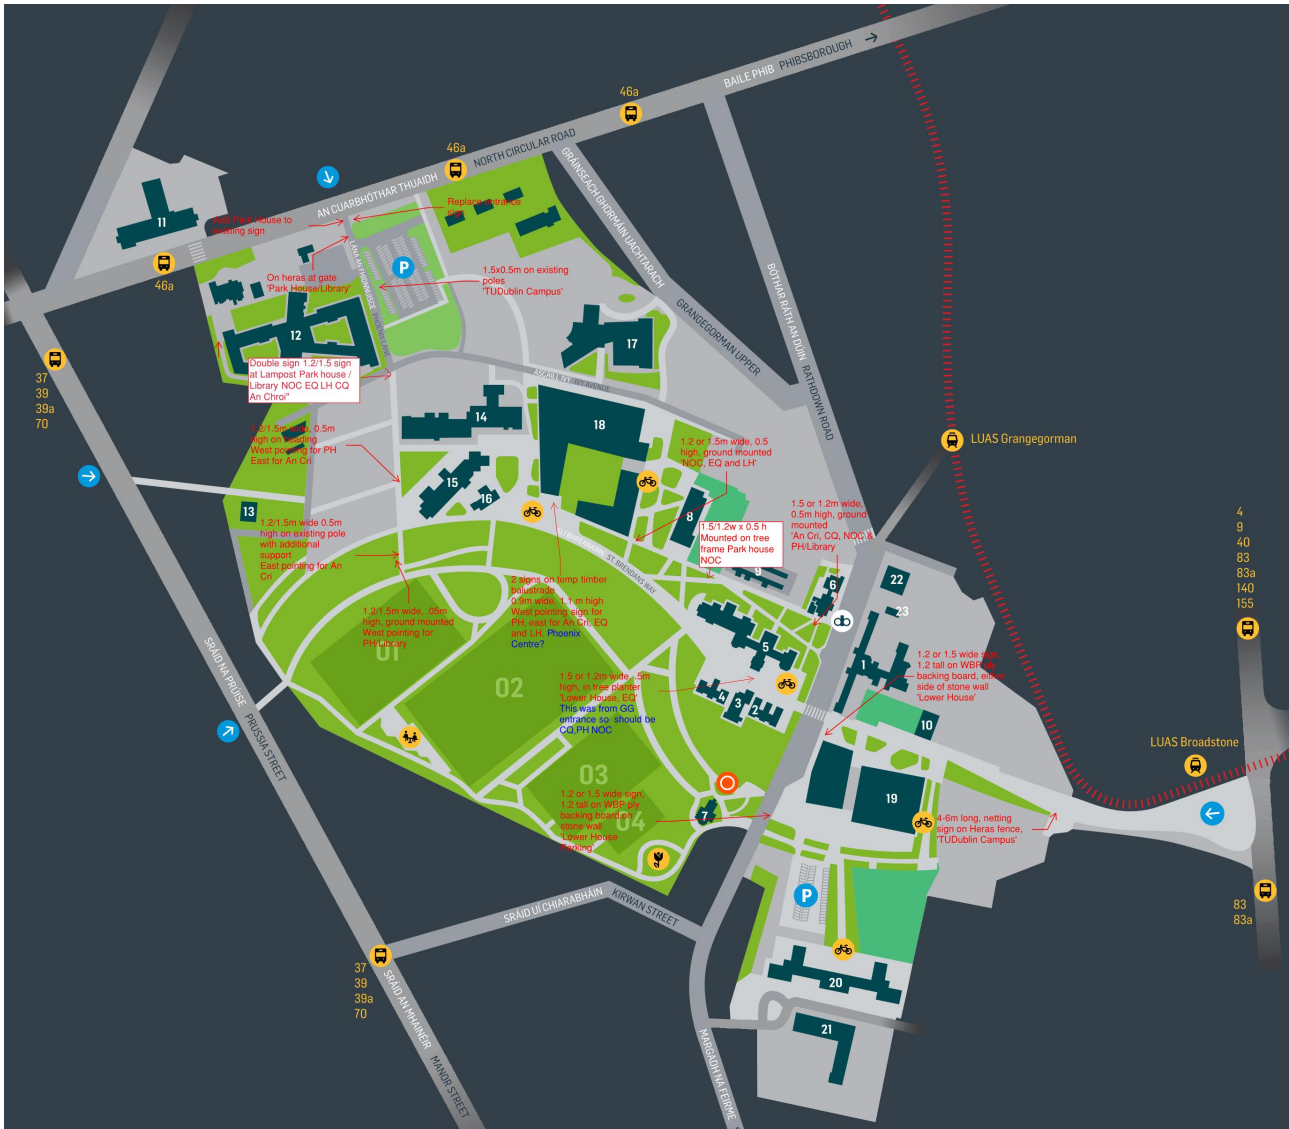 46a
BAILE PHIB PHIBSBOROUGH
46a
AN CUARBHÓTHAR THUAIDH NORTH CIRCULAR ROAD
GRÁINSEACH GHORMÁIN UACHTARACH
GRANGEGORMAN UPPER
BÓTHAR RÁTH AN DÚIN RATHDOWN ROAD
11
46a
Add Park House to
existing sign
Replace entrance
sign
On heras at gate
'Park House/Library'
LÁNA AN FHIONNUISCE PHOENIX LANE
P
1.5x0.5m on existing
poles
'TUDublin Campus'
12
17
37
39
39a
70
Double sign 1.2/1.5 sign
at Lampost Park house /
Library NOC EQ LH CQ
An Chroi"
ASCAILL IVY IVY AVENUE
14
18
1.2/1.5m wide, 0.5m
high on
West pointing for PH
East for An Cri
1.2 or 1.5m wide, 0.5
high, ground mounted
'NOC, EQ and LH'
LUAS Grangegorman
15
16
8
13
1.2/1.5m wide 0.5m
high on existing pole
with additional
support
East pointing for An
Cri
1.5 or 1.2m wide,
0.5m high, ground
mounted
'An Cri, CQ, NOC &
PH/Library
1.5/1.2w x 0.5 h
Mounted on tree
frame Park house
NOC
ST. BRENDANS WAY
9
4
9
40
83
83a
140
155
2 signs on temp timber
balustrade
0.9m wide, 1.1 m high
West pointing sign for
PH, east for An Cri, EQ
and LH. Phoenix
Centre?
6
22
23
1.2/1.5m wide, .05m
high, ground mounted
West pointing for
PH/Library
01
02
5
1
1.2 or 1.5 wide sign,
1.2 tall on WBP ply
backing board, either
side of stone wall
'Lower House'
1.5 or 1.2m wide, .5m
high, in tree planter
'Lower House, EQ'
This was from GG
entrance so should be
CQ,PH NOC
4
3
2
10
SRÁID NA PRÚISE PRUSSIA STREET
LUAS Broadstone
03
04
1.2 or 1.5 wide sign,
1.2 tall on WBP ply
backing board on
stone wall
'Lower House
Parking'
7
19
4-6m long, netting
sign on Heras fence,
'TUDublin Campus'
P
SRÁID UÍ CHIARABHÁIN KIRWAN STREET
83
83a
37
39
39a
70
20
21
SRÁID AN MHAINÉIR MANOR STREET
MARGADH NA FEIRME